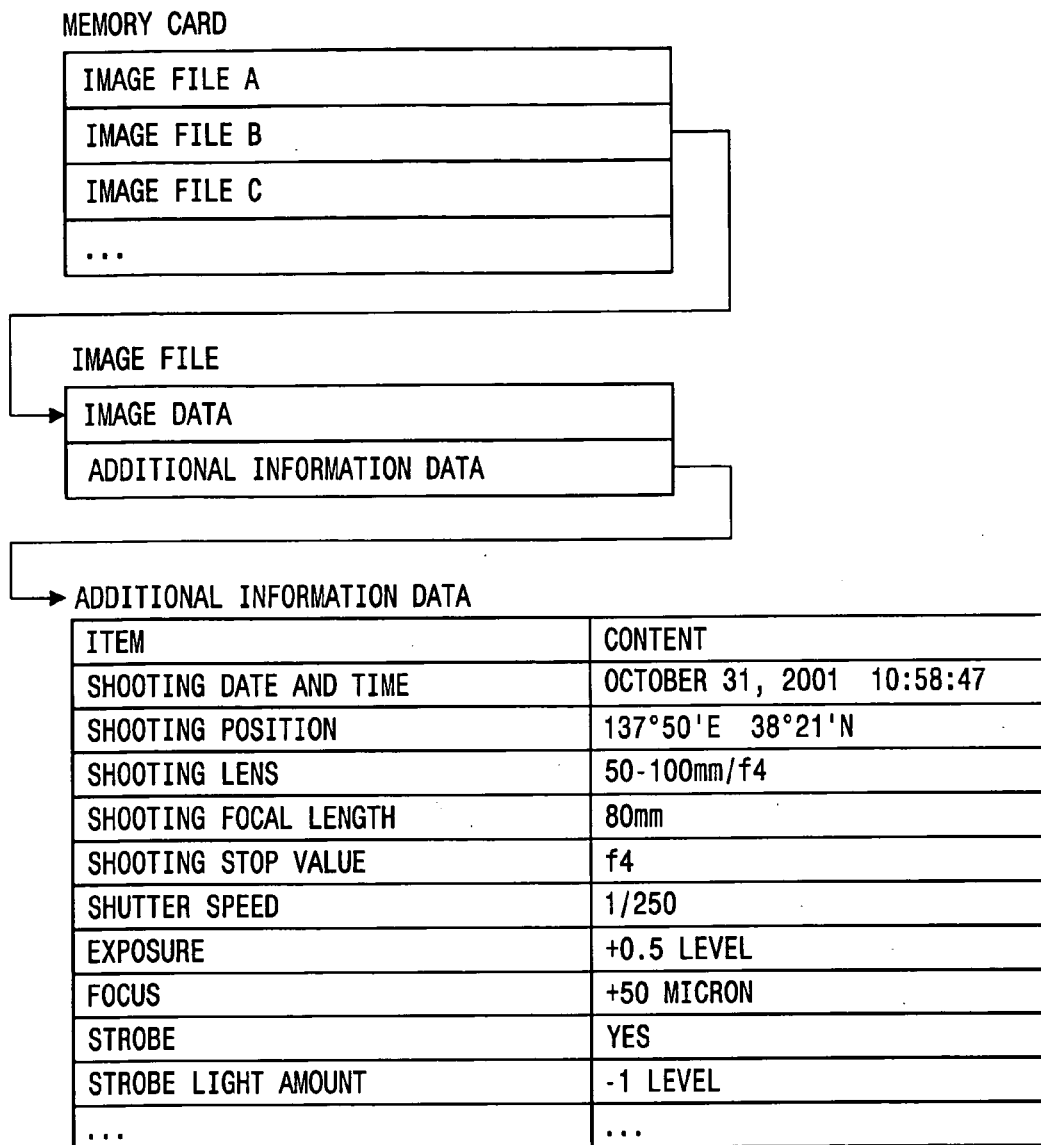 MEMORY CARD
IMAGE FILE A
IMAGE FILE B
IMAGE FILE C
...
IMAGE FILE
IMAGE DATA
ADDITIONAL INFORMATION DATA
ADDITIONAL INFORMATION DATA
ITEM CONTENT
SHOOTING DATE AND TIME OCTOBER 31, 2001 10:58:47
SHOOTING POSITION 137°50'E 38°21'N
SHOOTING LENS 50-100mm/f4
SHOOTING FOCAL LENGTH 80mm
SHOOTING STOP VALUE f4
SHUTTER SPEED 1/250
EXPOSURE +0.5 LEVEL
FOCUS +50 MICRON
STROBE YES
STROBE LIGHT AMOUNT -1 LEVEL
... ...